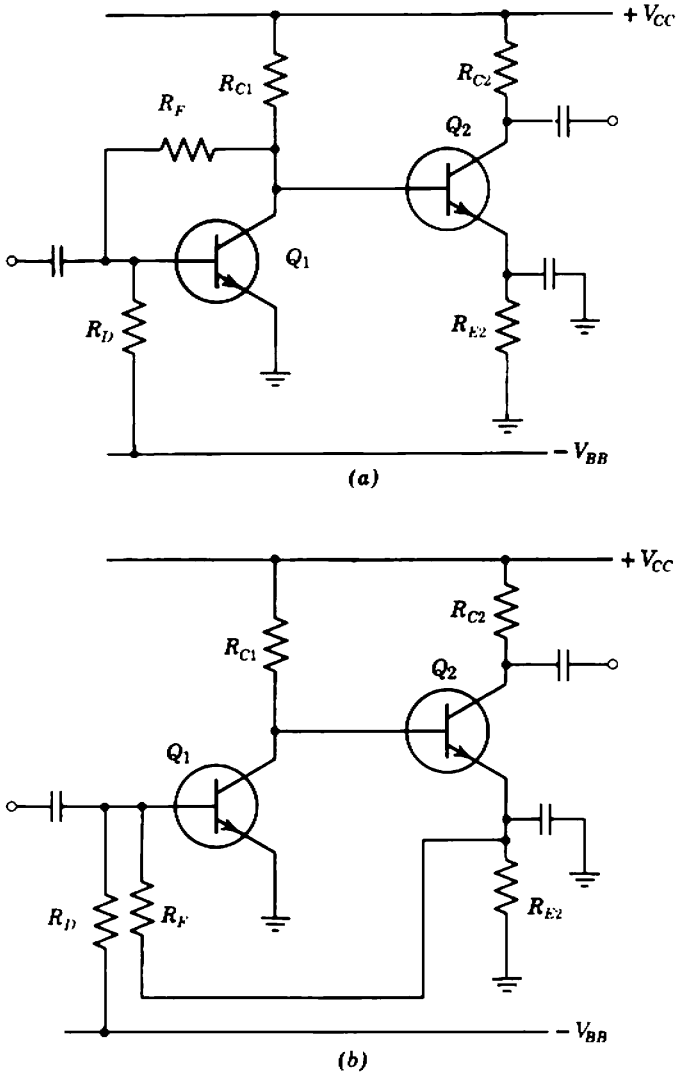 + V_CC
R_C1
R_C2
R_F
Q_2
Q_1
R_D
R_E2
− V_BB
(a)
+ V_CC
R_C2
R_C1
Q_2
Q_1
R_D
R_F
R_E2
− V_BB
(b)